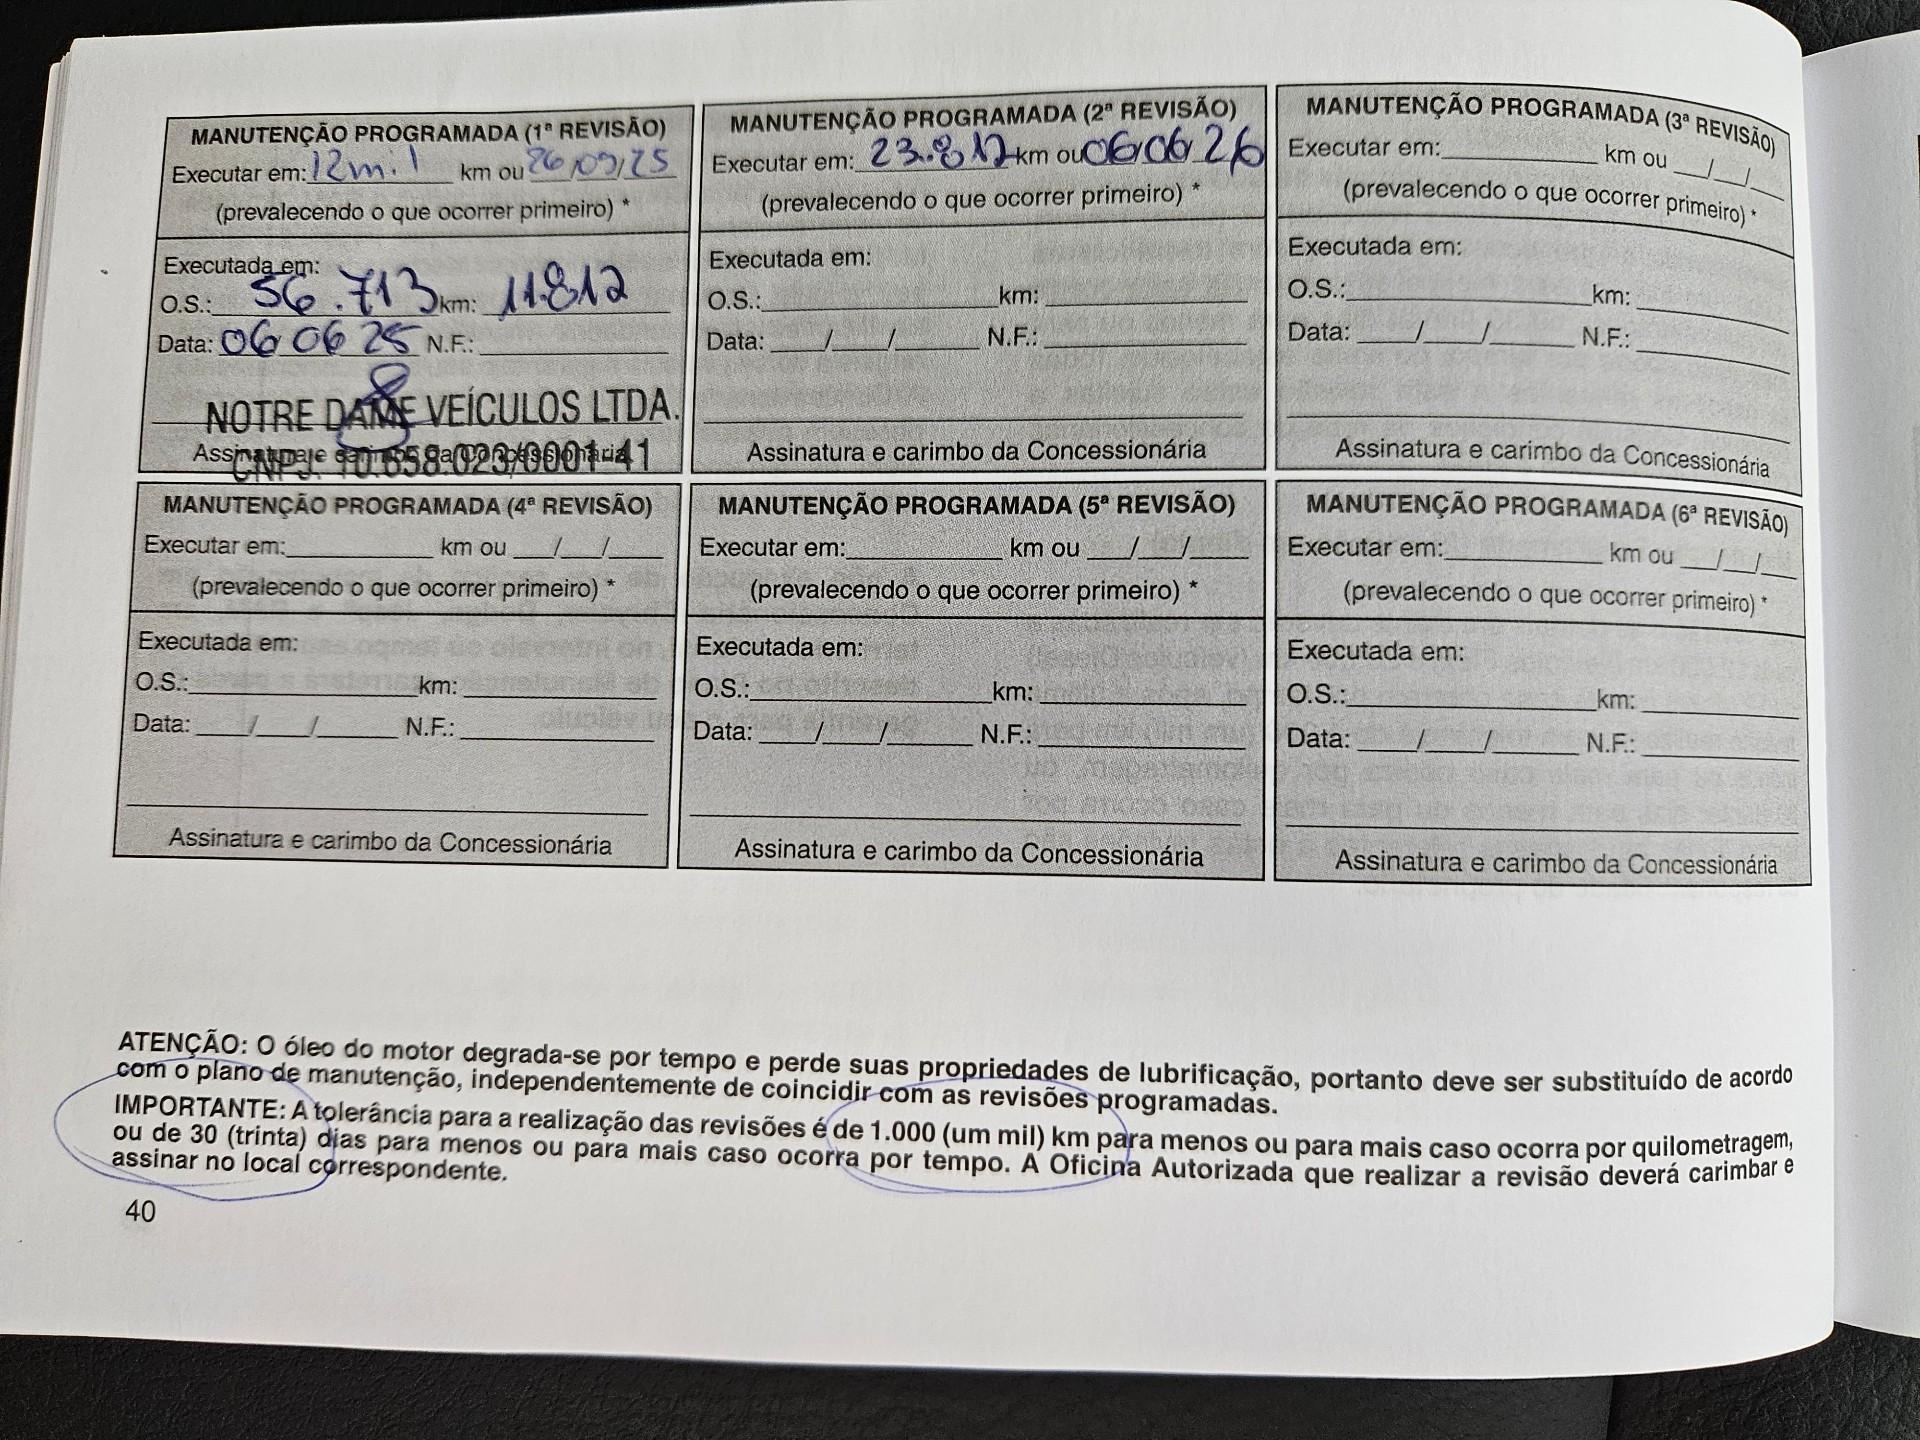 MANUTENÇÃO PROGRAMADA (1ª REVISÃO)
Executar em: 12mil km ou 26/09/25
(prevalecendo o que ocorrer primeiro) *
Executada em:
O.S.: 56.713 km: 11.812
Data: 06 06 25 N.F.:
NOTRE DAME VEÍCULOS LTDA.
Assinatura e carimbo da Concessionária
CNPJ: 10.658.023/0001-41
MANUTENÇÃO PROGRAMADA (2ª REVISÃO)
Executar em: 23.812 km ou 06/06/26
(prevalecendo o que ocorrer primeiro) *
Executada em:
O.S.: km:
Data: / / N.F.:
Assinatura e carimbo da Concessionária
MANUTENÇÃO PROGRAMADA (3ª REVISÃO)
Executar em: km ou / /
(prevalecendo o que ocorrer primeiro) *
Executada em:
O.S.: km:
Data: / / N.F.:
Assinatura e carimbo da Concessionária
MANUTENÇÃO PROGRAMADA (4ª REVISÃO)
Executar em: km ou / /
(prevalecendo o que ocorrer primeiro) *
Executada em:
O.S.: km:
Data: / / N.F.:
Assinatura e carimbo da Concessionária
MANUTENÇÃO PROGRAMADA (5ª REVISÃO)
Executar em: km ou / /
(prevalecendo o que ocorrer primeiro) *
Executada em:
O.S.: km:
Data: / / N.F.:
Assinatura e carimbo da Concessionária
MANUTENÇÃO PROGRAMADA (6ª REVISÃO)
Executar em: km ou / /
(prevalecendo o que ocorrer primeiro) *
Executada em:
O.S.: km:
Data: / / N.F.:
Assinatura e carimbo da Concessionária
ATENÇÃO: O óleo do motor degrada-se por tempo e perde suas propriedades de lubrificação, portanto deve ser substituído de acordo
com o plano de manutenção, independentemente de coincidir com as revisões programadas.
IMPORTANTE: A tolerância para a realização das revisões é de 1.000 (um mil) km para menos ou para mais caso ocorra por quilometragem,
ou de 30 (trinta) dias para menos ou para mais caso ocorra por tempo. A Oficina Autorizada que realizar a revisão deverá carimbar e
assinar no local correspondente.
40